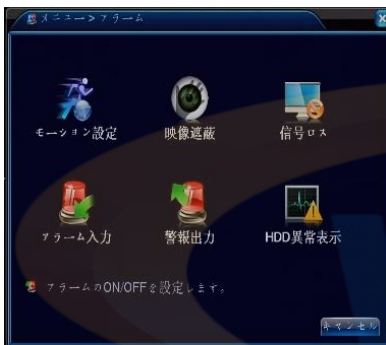 メニュー> アラーム
モーション設定 映像遮蔽 信号ロス
アラーム入力 警報出力 HDD異常表示
アラームのON/OFFを設定します。
キャンセル